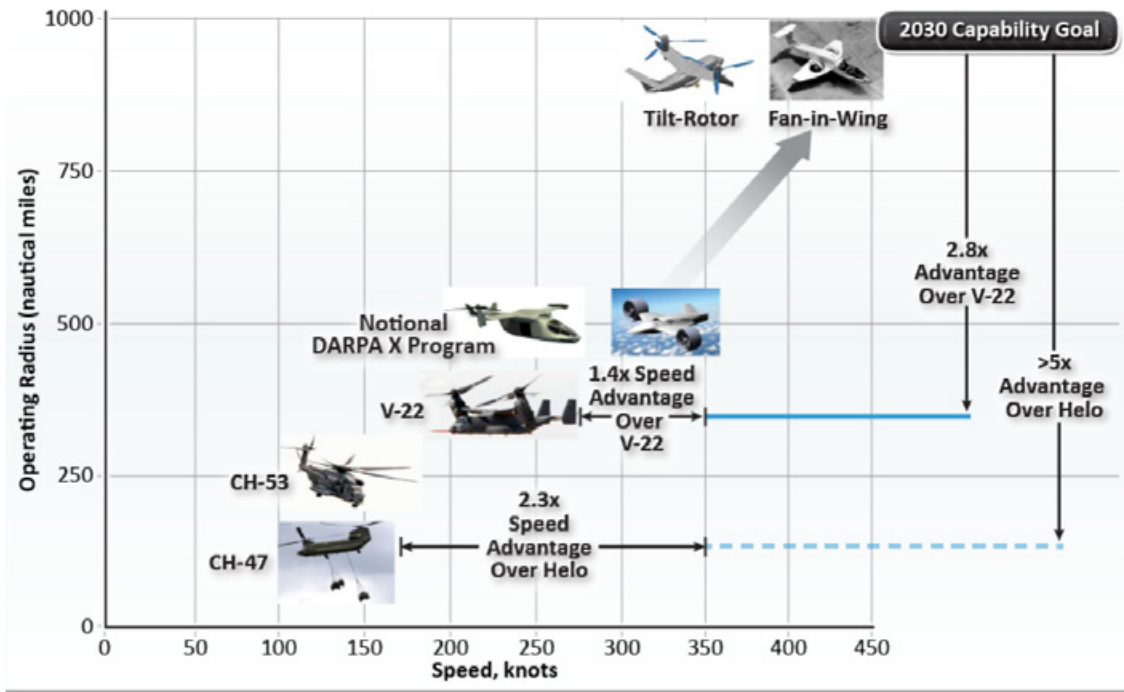 1000
2030 Capability Goal
Tilt-Rotor
Fan-in-Wing
750
Operating Radius (nautical miles)
2.8x
Advantage
Over V-22
500
Notional
DARPA X Program
>5x
Advantage
Over Helo
1.4x Speed
Advantage
Over
V-22
V-22
250
CH-53
2.3x
Speed
Advantage
Over Helo
CH-47
0
0 50 100 150 200 250 300 350 400 450
Speed, knots